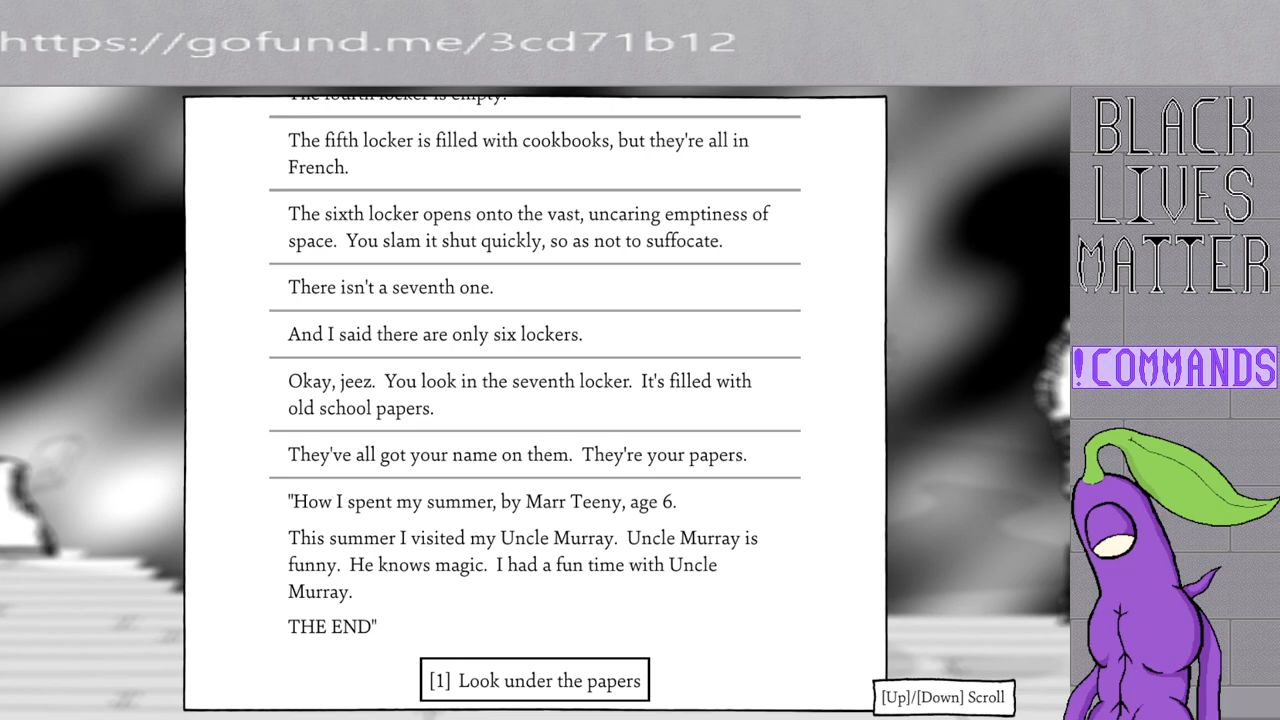 https://gofund.me/3cd71b12
The fourth locker is empty.
The fifth locker is filled with cookbooks, but they're all in
French.
The sixth locker opens onto the vast, uncaring emptiness of
space.  You slam it shut quickly, so as not to suffocate.
There isn't a seventh one.
And I said there are only six lockers.
Okay, jeez.  You look in the seventh locker.  It's filled with
old school papers.
They've all got your name on them.  They're your papers.
"How I spent my summer, by Marr Teeny, age 6.
This summer I visited my Uncle Murray.  Uncle Murray is
funny.  He knows magic.  I had a fun time with Uncle
Murray.
THE END"
[1] Look under the papers
[Up]/[Down] Scroll
BLACK
LIVES
MATTER
!COMMANDS